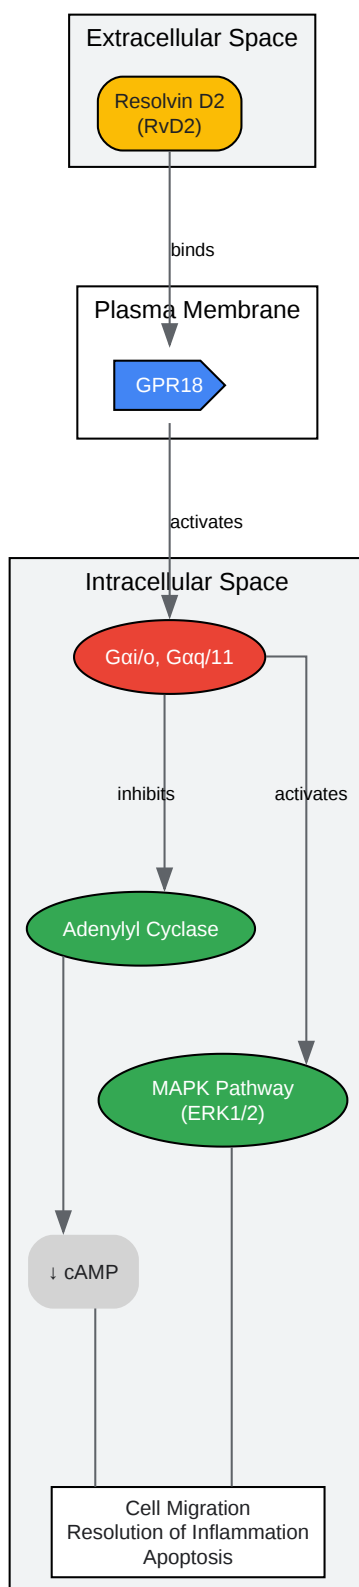 Extracellular Space
Resolvin D2
(RvD2)
binds
Plasma Membrane
GPR18
activates
Intracellular Space
Gαi/o, Gαq/11
inhibits
activates
Adenylyl Cyclase
MAPK Pathway
(ERK1/2)
↓ cAMP
Cell Migration
Resolution of Inflammation
Apoptosis